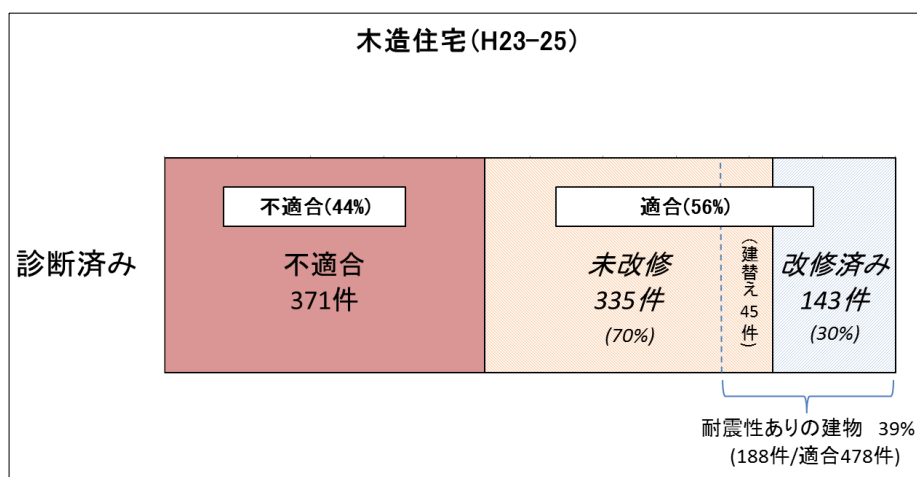 木造住宅(H23-25)
不適合(44%)
適合(56%)
診断済み
不適合
371件
未改修
335件
(70%)
(建替え45件)
改修済み
143件
(30%)
耐震性ありの建物 39%
(188件/適合478件)